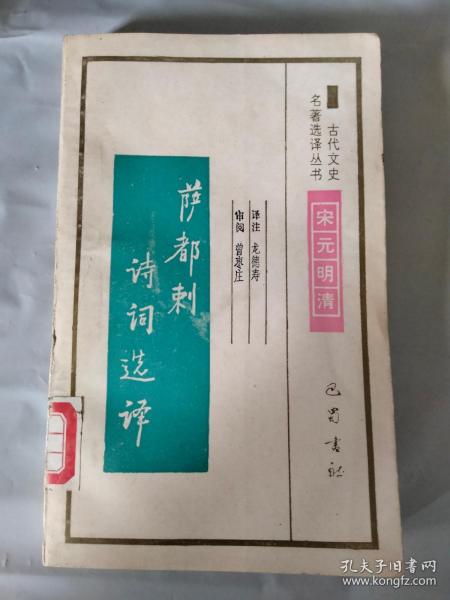 古代文史
名著选译丛书
宋元明清
译注 龙德寿
审阅 曾枣庄
萨都剌
诗词选译
巴蜀书社
孔夫子旧书网
www.kongfz.com